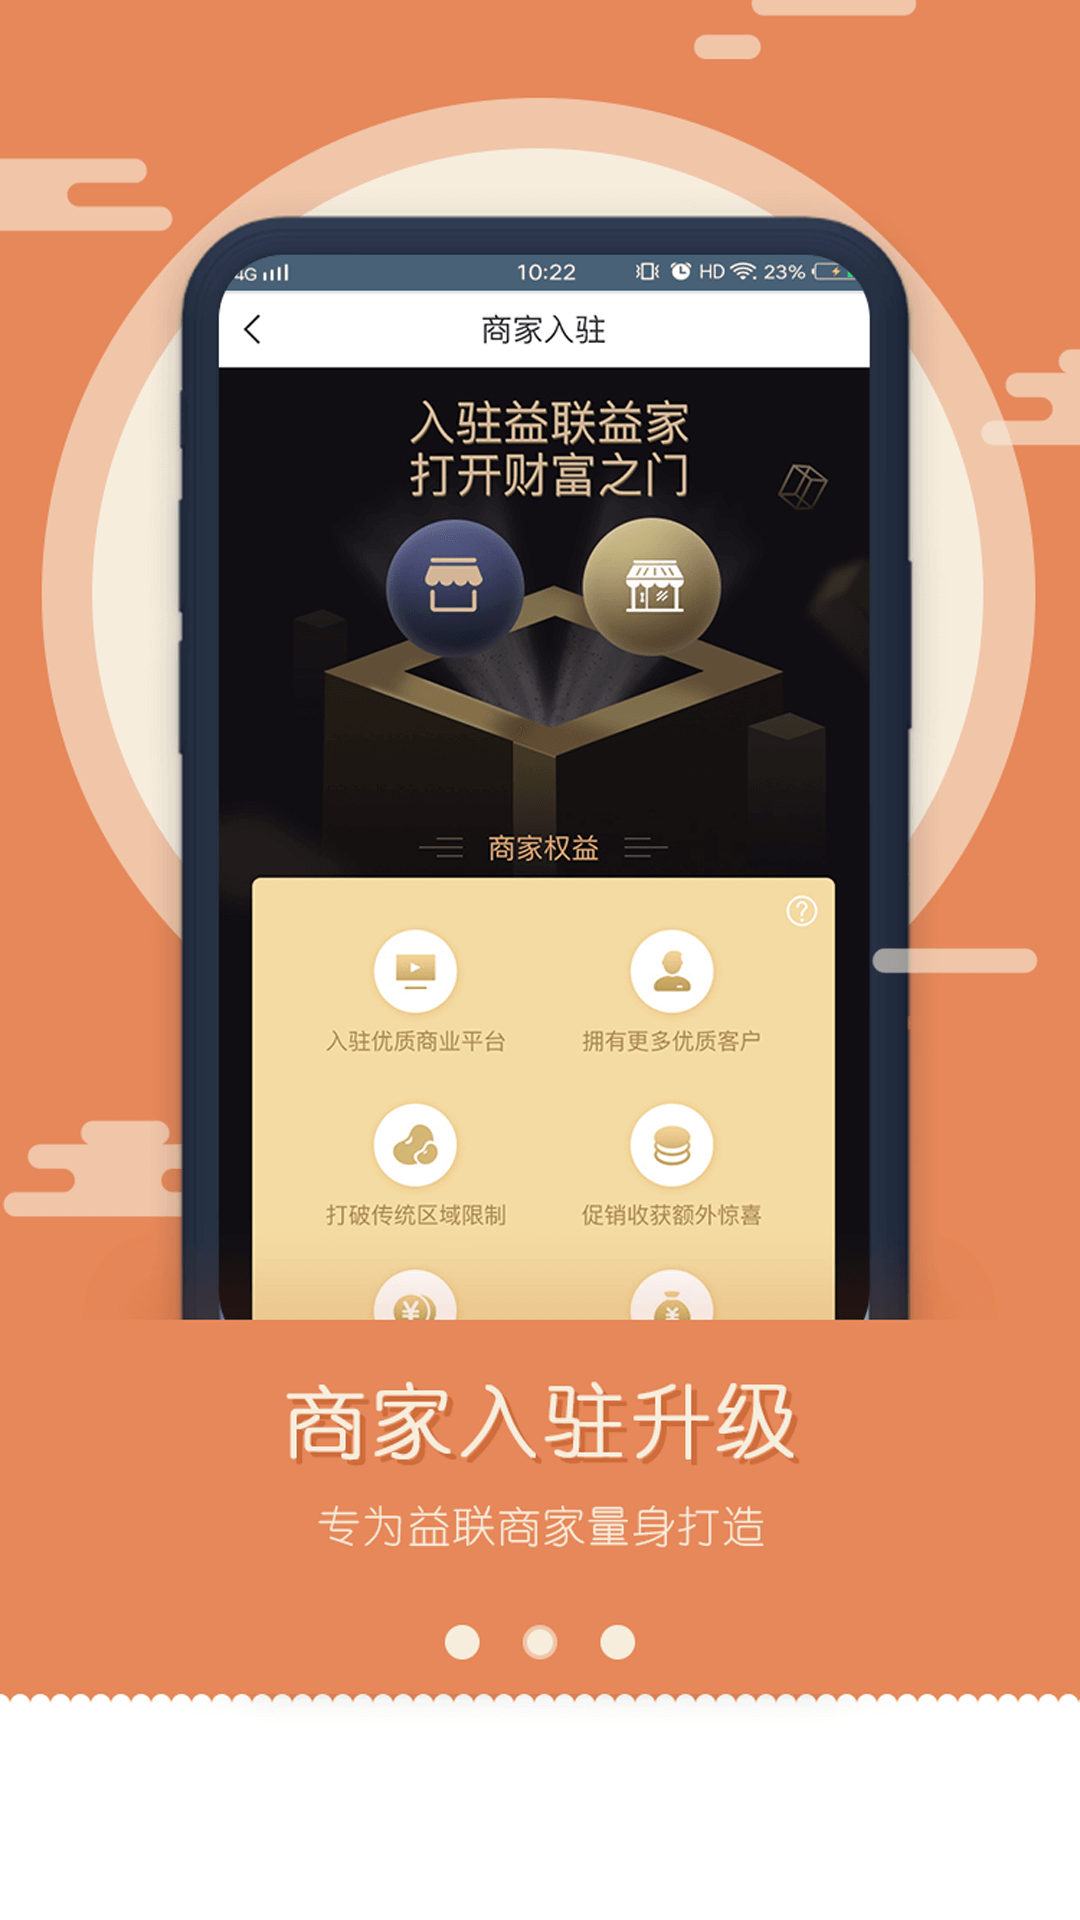 4G 10:22 HD 23%
商家入驻
入驻益联益家
打开财富之门
商家权益
入驻优质商业平台 拥有更多优质客户
打破传统区域限制 促销收获额外惊喜
商家入驻升级
专为益联商家量身打造